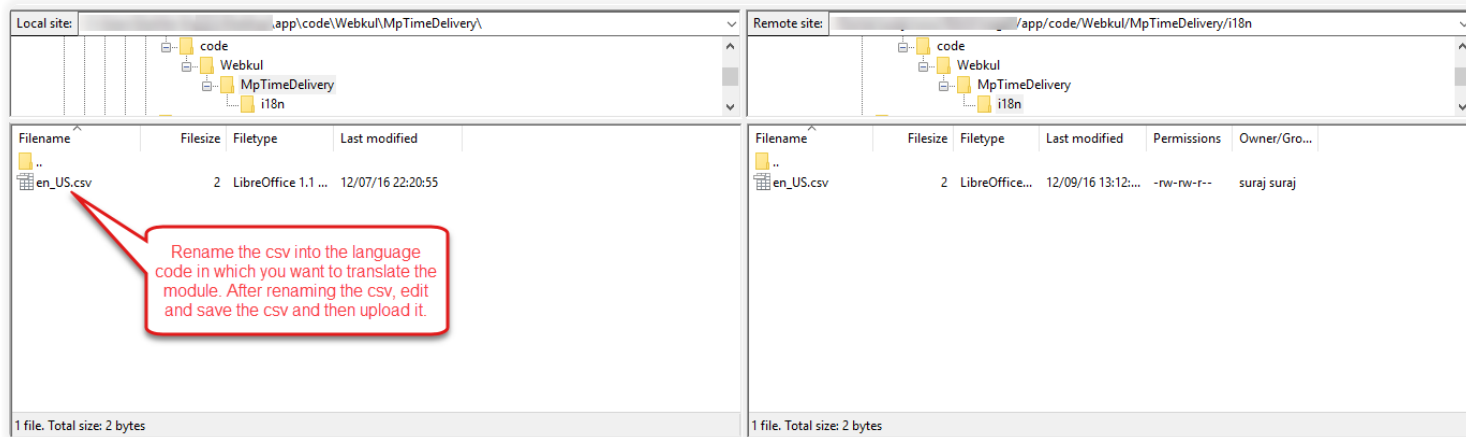 Local site: .app\code\Webkul\MpTimeDelivery\
code
Webkul
MpTimeDelivery
i18n
Filename Filesize Filetype Last modified
..
en_US.csv 2 LibreOffice 1.1 ... 12/07/16 22:20:55
Rename the csv into the language
code in which you want to translate the
module. After renaming the csv, edit
and save the csv and then upload it.
1 file. Total size: 2 bytes
Remote site: /app/code/Webkul/MpTimeDelivery/i18n
code
Webkul
MpTimeDelivery
i18n
Filename Filesize Filetype Last modified Permissions Owner/Gro...
..
en_US.csv 2 LibreOffice... 12/09/16 13:12:... -rw-rw-r-- suraj suraj
1 file. Total size: 2 bytes